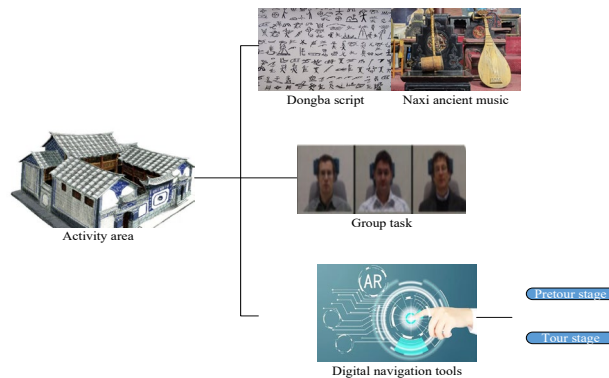 Dongba script
Naxi ancient music
Activity area
Group task
AR
Digital navigation tools
Pretour stage
Tour stage